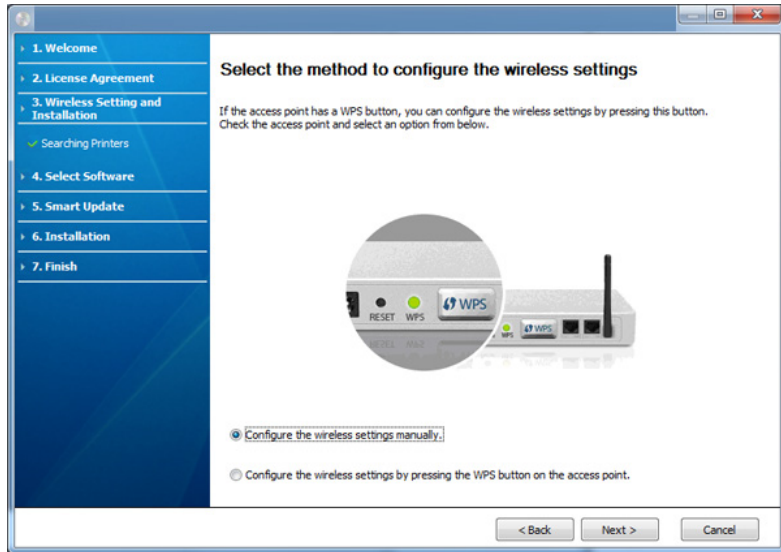 1. Welcome
2. License Agreement
3. Wireless Setting and
Installation
Searching Printers
4. Select Software
5. Smart Update
6. Installation
7. Finish
Select the method to configure the wireless settings
If the access point has a WPS button, you can configure the wireless settings by pressing this button.
Check the access point and select an option from below.
RESET WPS WPS
WPS WPS
Configure the wireless settings manually.
Configure the wireless settings by pressing the WPS button on the access point.
< Back Next > Cancel